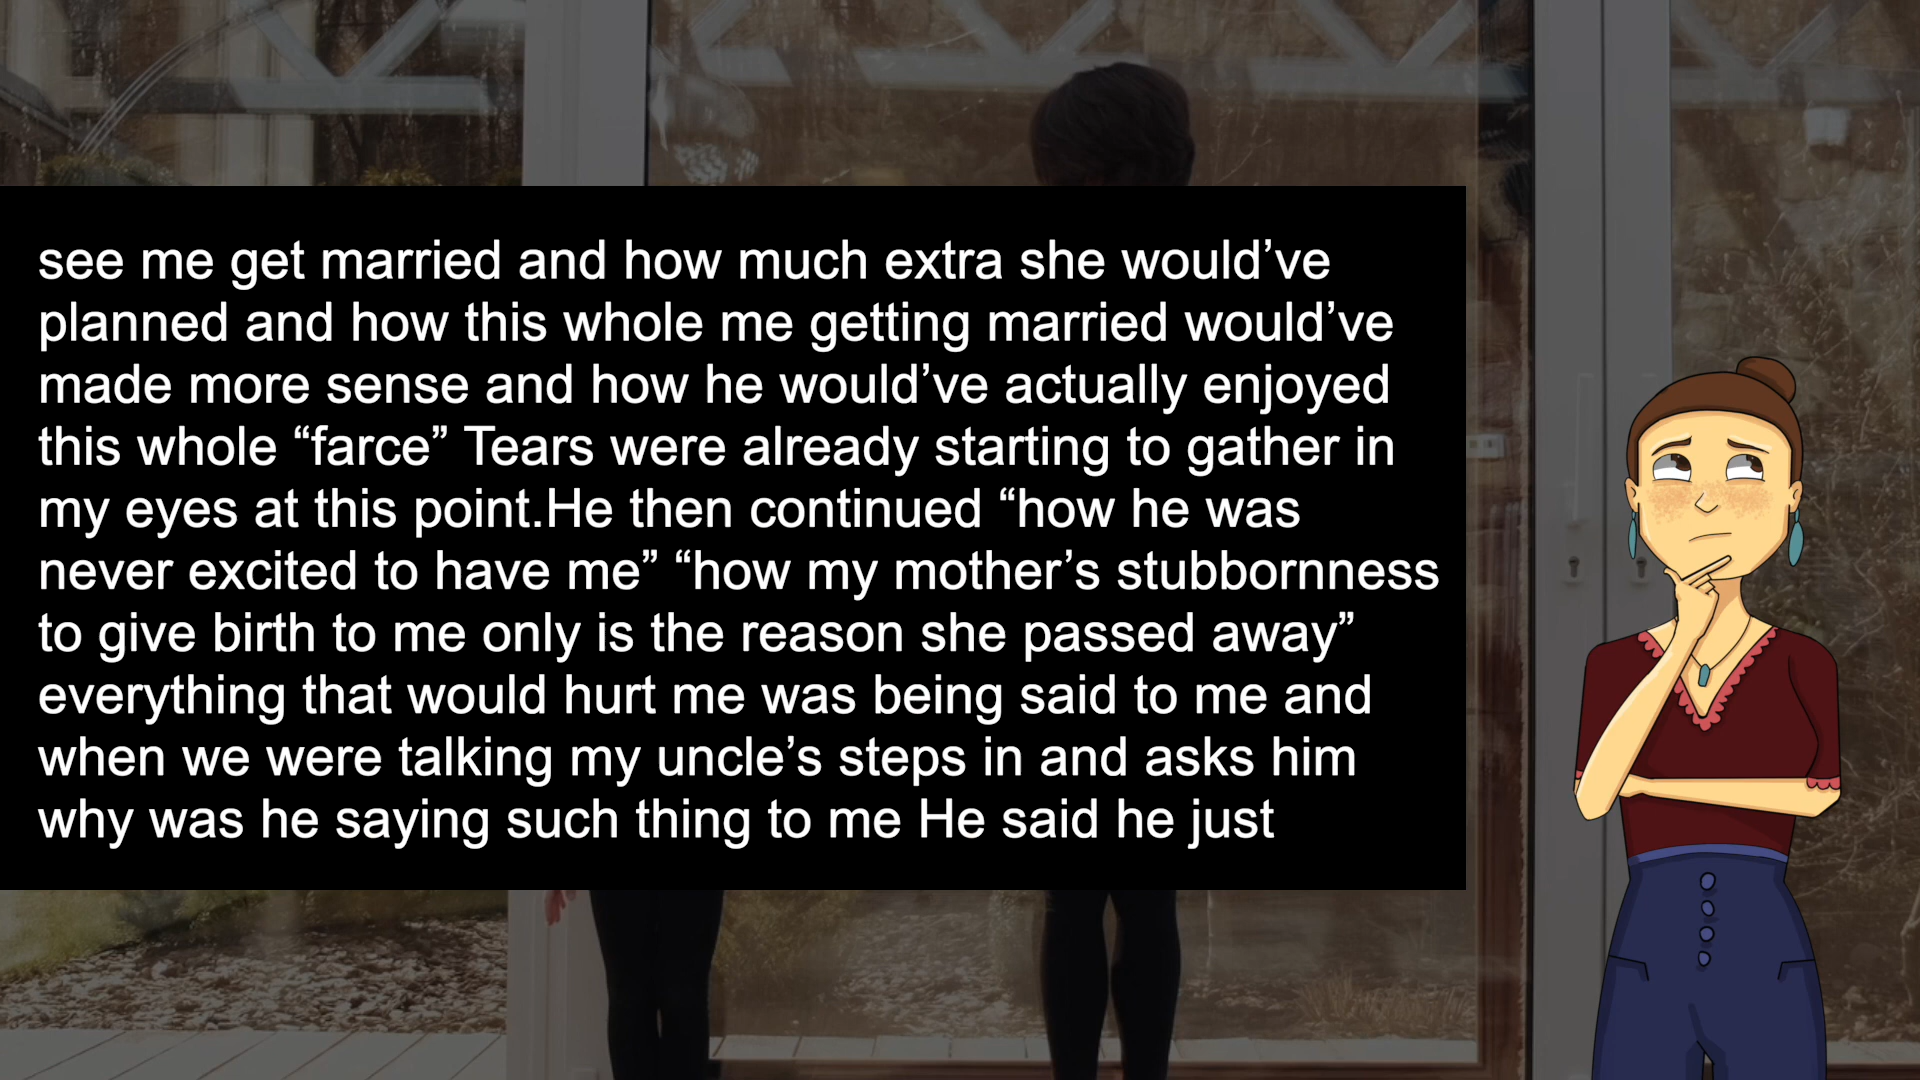 see me get married and how much extra she would’ve
planned and how this whole me getting married would’ve
made more sense and how he would’ve actually enjoyed
this whole “farce” Tears were already starting to gather in
my eyes at this point.He then continued “how he was
never excited to have me” “how my mother’s stubbornness
to give birth to me only is the reason she passed away”
everything that would hurt me was being said to me and
when we were talking my uncle’s steps in and asks him
why was he saying such thing to me He said he just